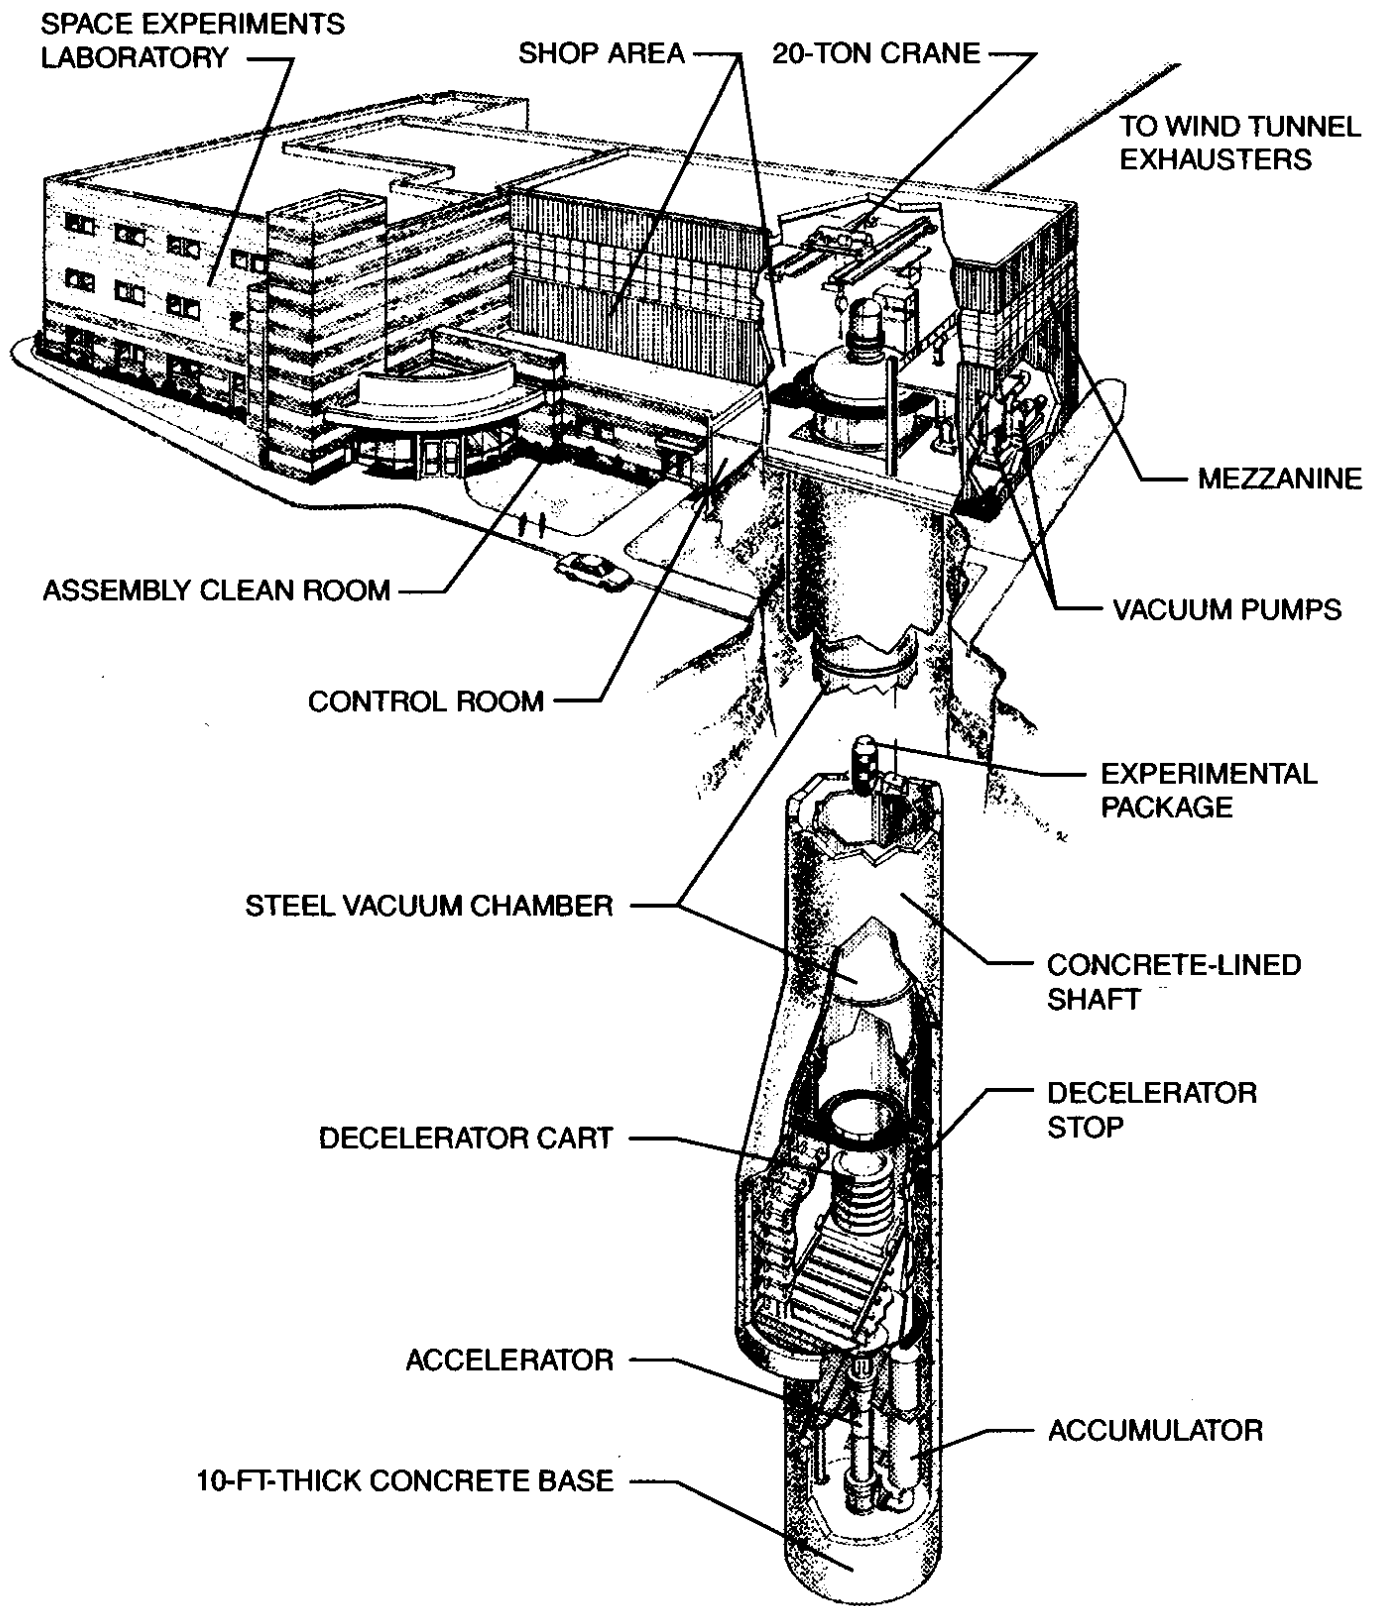 SPACE EXPERIMENTS
LABORATORY
SHOP AREA
20-TON CRANE
TO WIND TUNNEL
EXHAUSTERS
MEZZANINE
ASSEMBLY CLEAN ROOM
VACUUM PUMPS
CONTROL ROOM
EXPERIMENTAL
PACKAGE
STEEL VACUUM CHAMBER
CONCRETE-LINED
SHAFT
DECELERATOR
STOP
DECELERATOR CART
ACCELERATOR
ACCUMULATOR
10-FT-THICK CONCRETE BASE